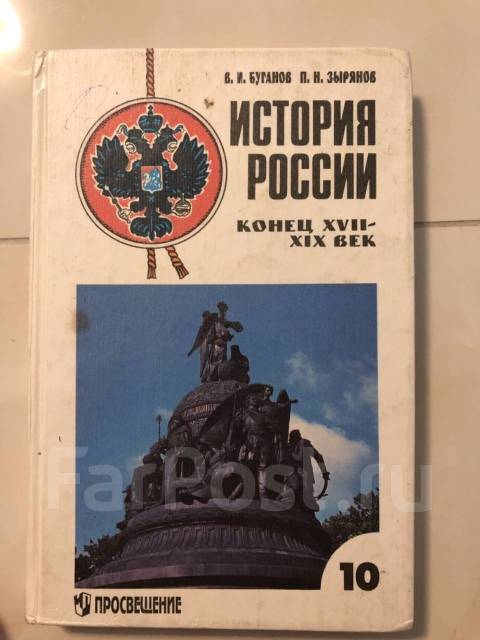 В. И. БУГАНОВ П. Н. ЗЫРЯНОВ
ИСТОРИЯ
РОССИИ
КОНЕЦ XVII-
XIX ВЕК
FarPost.ru
10
ПРОСВЕЩЕНИЕ